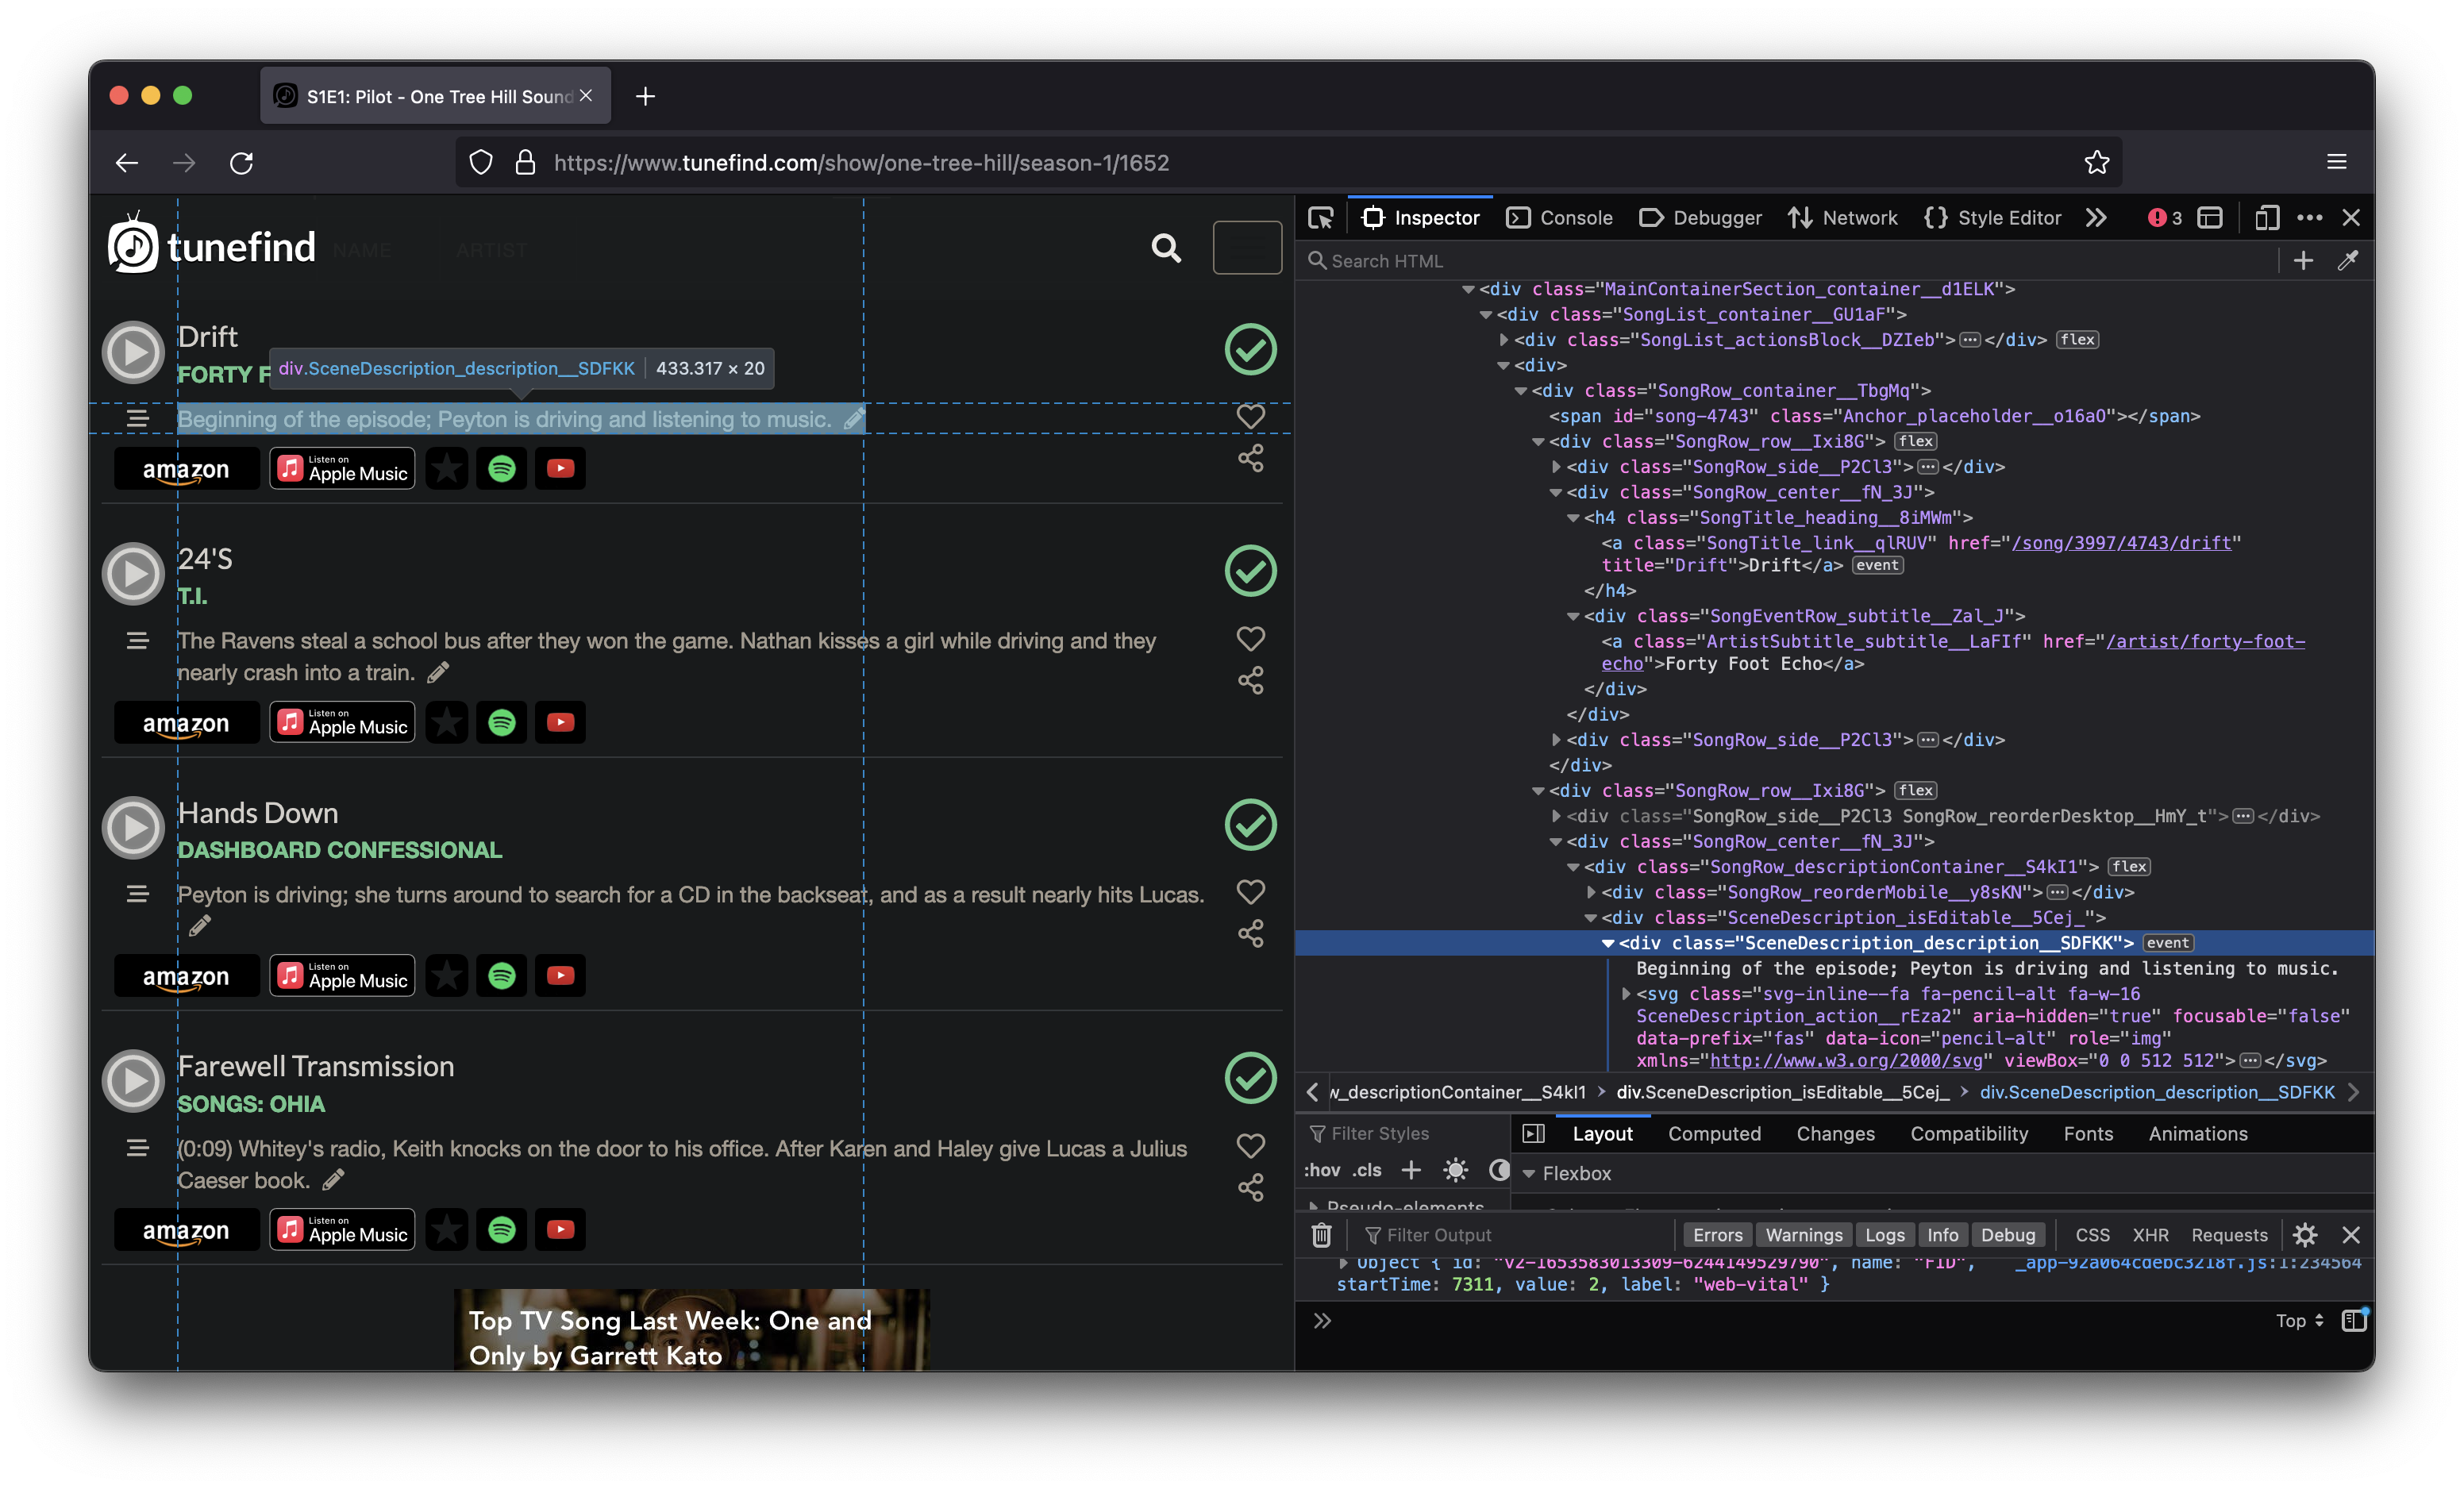 S1E1: Pilot - One Tree Hill Sound
https://www.tunefind.com/show/one-tree-hill/season-1/1652
tunefind
NAME
ARTIST
Drift
FORTY F
div.SceneDescription_description__SDFKK 433.317 × 20
Beginning of the episode; Peyton is driving and listening to music.
amazon
Listen on
Apple Music
24'S
T.I.
The Ravens steal a school bus after they won the game. Nathan kisses a girl while driving and they
nearly crash into a train.
amazon
Listen on
Apple Music
Hands Down
DASHBOARD CONFESSIONAL
Peyton is driving; she turns around to search for a CD in the backseat, and as a result nearly hits Lucas.
amazon
Listen on
Apple Music
Farewell Transmission
SONGS: OHIA
(0:09) Whitey's radio, Keith knocks on the door to his office. After Karen and Haley give Lucas a Julius
Caeser book.
amazon
Listen on
Apple Music
Top TV Song Last Week: One and
Only by Garrett Kato
Inspector
Console
Debugger
Network
{} Style Editor
3
Search HTML
<div class="MainContainerSection_container__d1ELK">
<div class="SongList_container__GU1aF">
<div class="SongList_actionsBlock__DZIeb">⋯</div> flex
<div>
<div class="SongRow_container__TbgMq">
<span id="song-4743" class="Anchor_placeholder__o16aO"></span>
<div class="SongRow_row__Ixi8G"> flex
<div class="SongRow_side__P2Cl3">⋯</div>
<div class="SongRow_center__fN_3J">
<h4 class="SongTitle_heading__8iMWm">
<a class="SongTitle_link__qlRUV" href="/song/3997/4743/drift"
title="Drift">Drift</a> event
</h4>
<div class="SongEventRow_subtitle__Zal_J">
<a class="ArtistSubtitle_subtitle__LaFIf" href="/artist/forty-foot-
echo">Forty Foot Echo</a>
</div>
</div>
<div class="SongRow_side__P2Cl3">⋯</div>
</div>
<div class="SongRow_row__Ixi8G"> flex
<div class="SongRow_side__P2Cl3 SongRow_reorderDesktop__HmY_t">⋯</div>
<div class="SongRow_center__fN_3J">
<div class="SongRow_descriptionContainer__S4kI1"> flex
<div class="SongRow_reorderMobile__y8sKN">⋯</div>
<div class="SceneDescription_isEditable__5Cej_">
<div class="SceneDescription_description__SDFKK"> event
Beginning of the episode; Peyton is driving and listening to music.
<svg class="svg-inline--fa fa-pencil-alt fa-w-16
SceneDescription_action__rEza2" aria-hidden="true" focusable="false"
data-prefix="fas" data-icon="pencil-alt" role="img"
xmlns="http://www.w3.org/2000/svg" viewBox="0 0 512 512">⋯</svg>
w_descriptionContainer__S4kI1 > div.SceneDescription_isEditable__5Cej_ > div.SceneDescription_description__SDFKK
Filter Styles
:hov .cls
Pseudo-elements
Layout
Computed
Changes
Compatibility
Fonts
Animations
Flexbox
Filter Output
Errors Warnings Logs Info Debug CSS XHR Requests
Object { id: "v2-1653583013309-6244149529790", name: "FID", _app-92a064cdebc3218f.js:1:234564
startTime: 7311, value: 2, label: "web-vital" }
Top